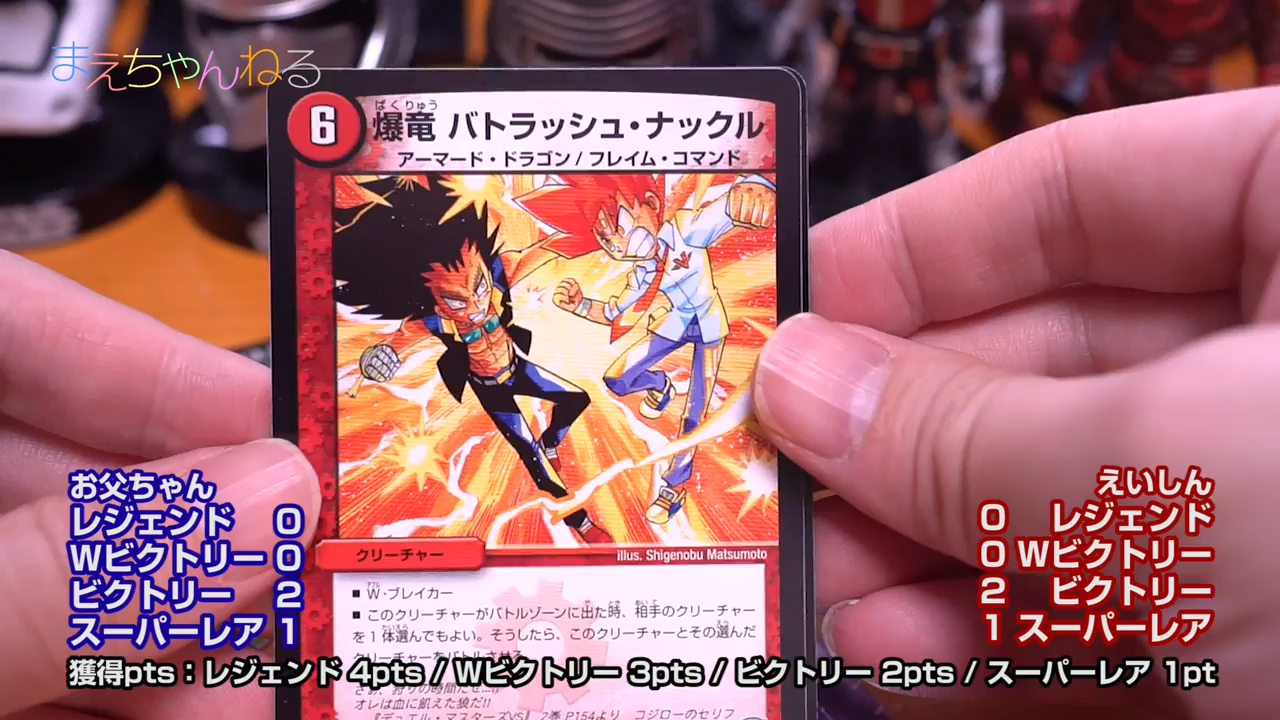 まえちゃんねる
6
ばくりゅう
爆竜 バトラッシュ・ナックル
アーマード・ドラゴン / フレイム・コマンド
クリーチャー
illus. Shigenobu Matsumoto
■ W・ブレイカー
■ このクリーチャーがバトルゾーンに出た時、相手のクリーチャー
を1体選んでもよい。そうしたら、このクリーチャーとその選んだ
クリーチャーをバトルさせる。
オレは血に飢えた狼だ!!
『デュエル・マスターズVS』 2巻 P154より コジローのセリフ
お父ちゃん
レジェンド 0
Wビクトリー 0
ビクトリー 2
スーパーレア 1
えいしん
0 レジェンド
0 Wビクトリー
2 ビクトリー
1 スーパーレア
獲得pts：レジェンド 4pts / Wビクトリー 3pts / ビクトリー 2pts / スーパーレア 1pt